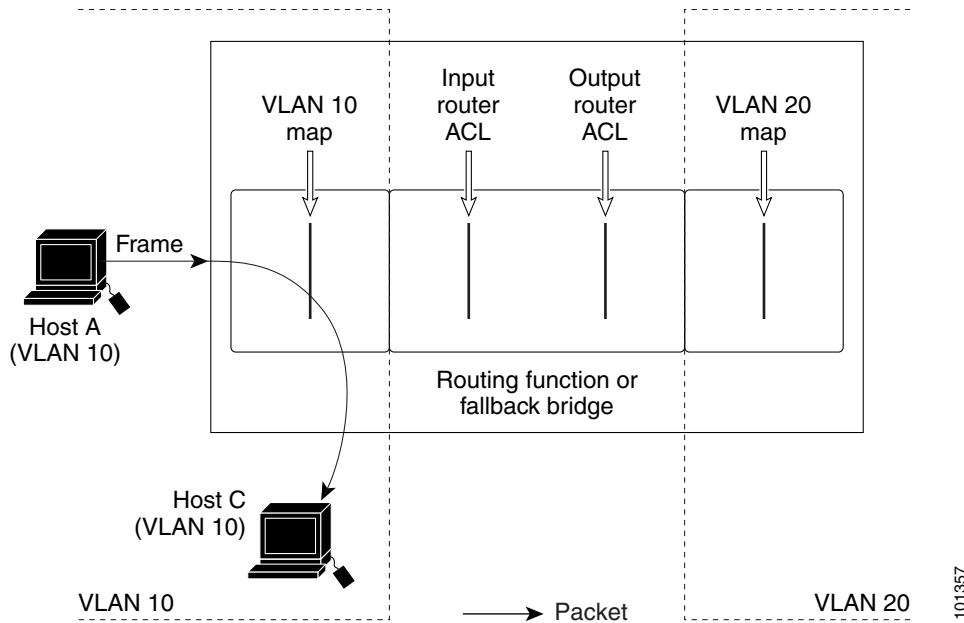 VLAN 10
map
Input
router
ACL
Output
router
ACL
VLAN 20
map
Frame
Host A
(VLAN 10)
Routing function or
fallback bridge
Host C
(VLAN 10)
VLAN 10
Packet
VLAN 20
101357